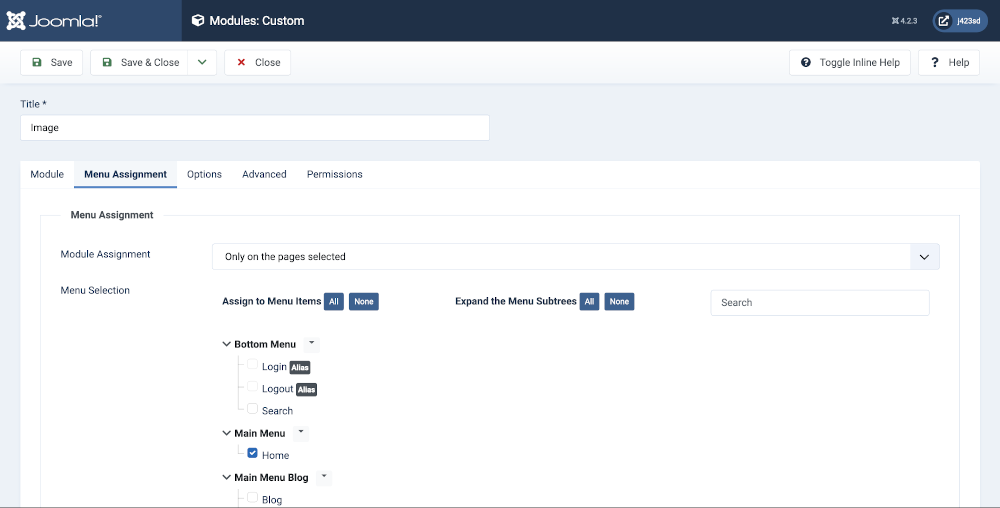 Joomla!® Modules: Custom 4.2.3 j423sd
Save Save & Close Close Toggle Inline Help ? Help
Title *
Image
Module Menu Assignment Options Advanced Permissions
Menu Assignment
Module Assignment Only on the pages selected
Menu Selection
Assign to Menu Items All None Expand the Menu Subtrees All None Search
Bottom Menu
Login Alias
Logout Alias
Search
Main Menu
Home
Main Menu Blog
Blog